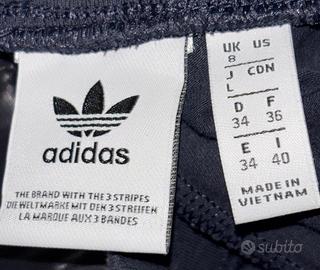 adidas
THE BRAND WITH THE 3 STRIPES
DIE WELTMARKE MIT DEN 3 STREIFEN
LA MARQUE AUX 3 BANDES
UK US
8
J CDN
L
D F
34 36
E I
34 40
MADE IN
VIETNAM
subito